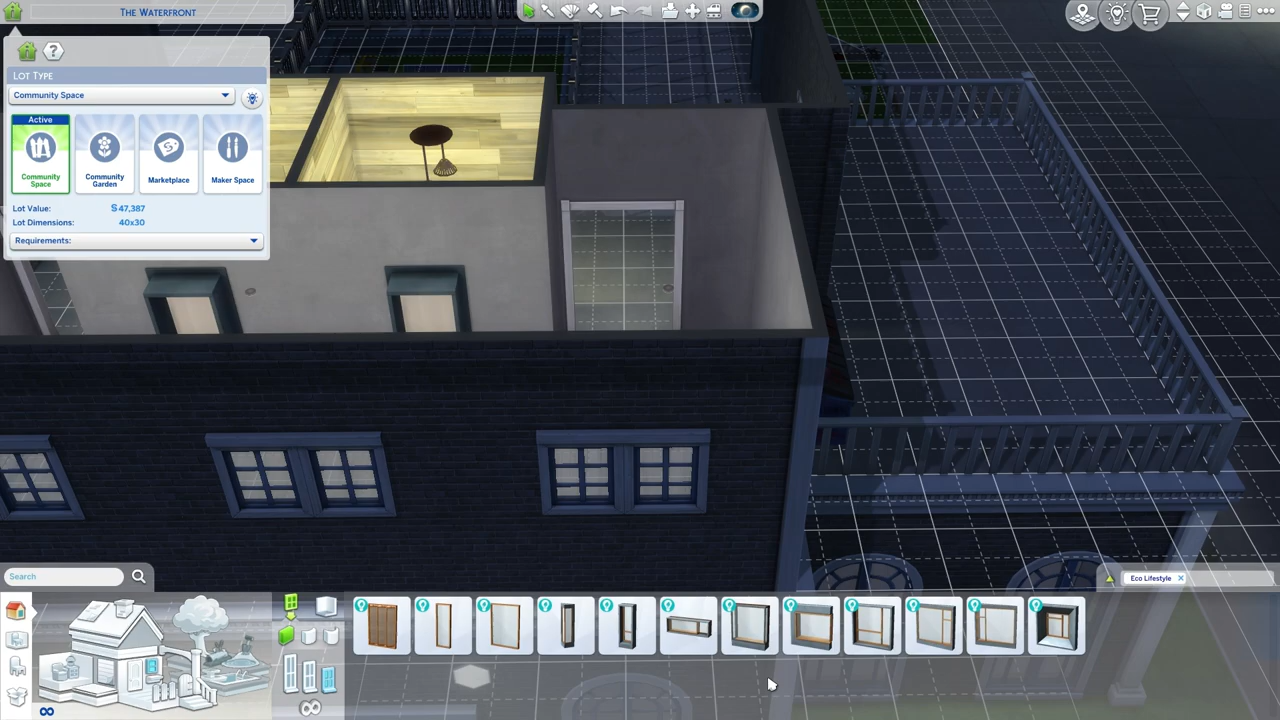 THE WATERFRONT
?
LOT TYPE
Community Space
Active
Community Space
Community Garden
Marketplace
Maker Space
Lot Value: §47,387
Lot Dimensions: 40x30
Requirements:
Search
Eco Lifestyle ×